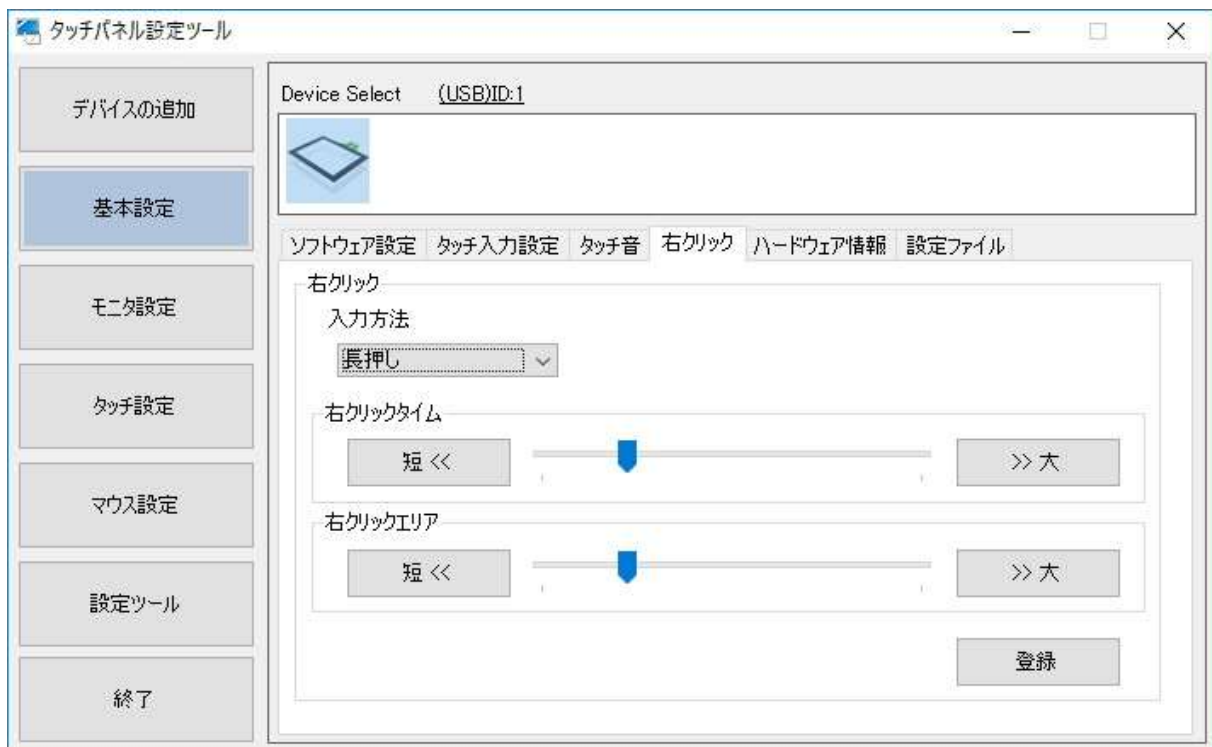 タッチパネル設定ツール
デバイスの追加
基本設定
モニタ設定
タッチ設定
マウス設定
設定ツール
終了
Device Select (USB)ID:1
ソフトウェア設定 タッチ入力設定 タッチ音 右クリック ハードウェア情報 設定ファイル
右クリック
入力方法
長押し
右クリックタイム
短 << >> 大
右クリックエリア
短 << >> 大
登録